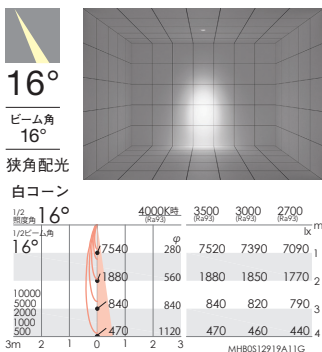 16°
ビーム角
16°
狭角配光
白コーン
1/2照度角 16° 4000K時 (Ra93) 3500 (Ra93) 3000 (Ra93) 2700 (Ra93)
1/2ビーム角 lx m
16° φ
7540 280 7520 7390 7090 1
1880 560 1880 1850 1770 2
10000
5000 840 840 840 820 790 3
2000
1000
500 470 1120 470 460 440 4
3m 2 1 0 1 2 3
MHB0S12919A11G